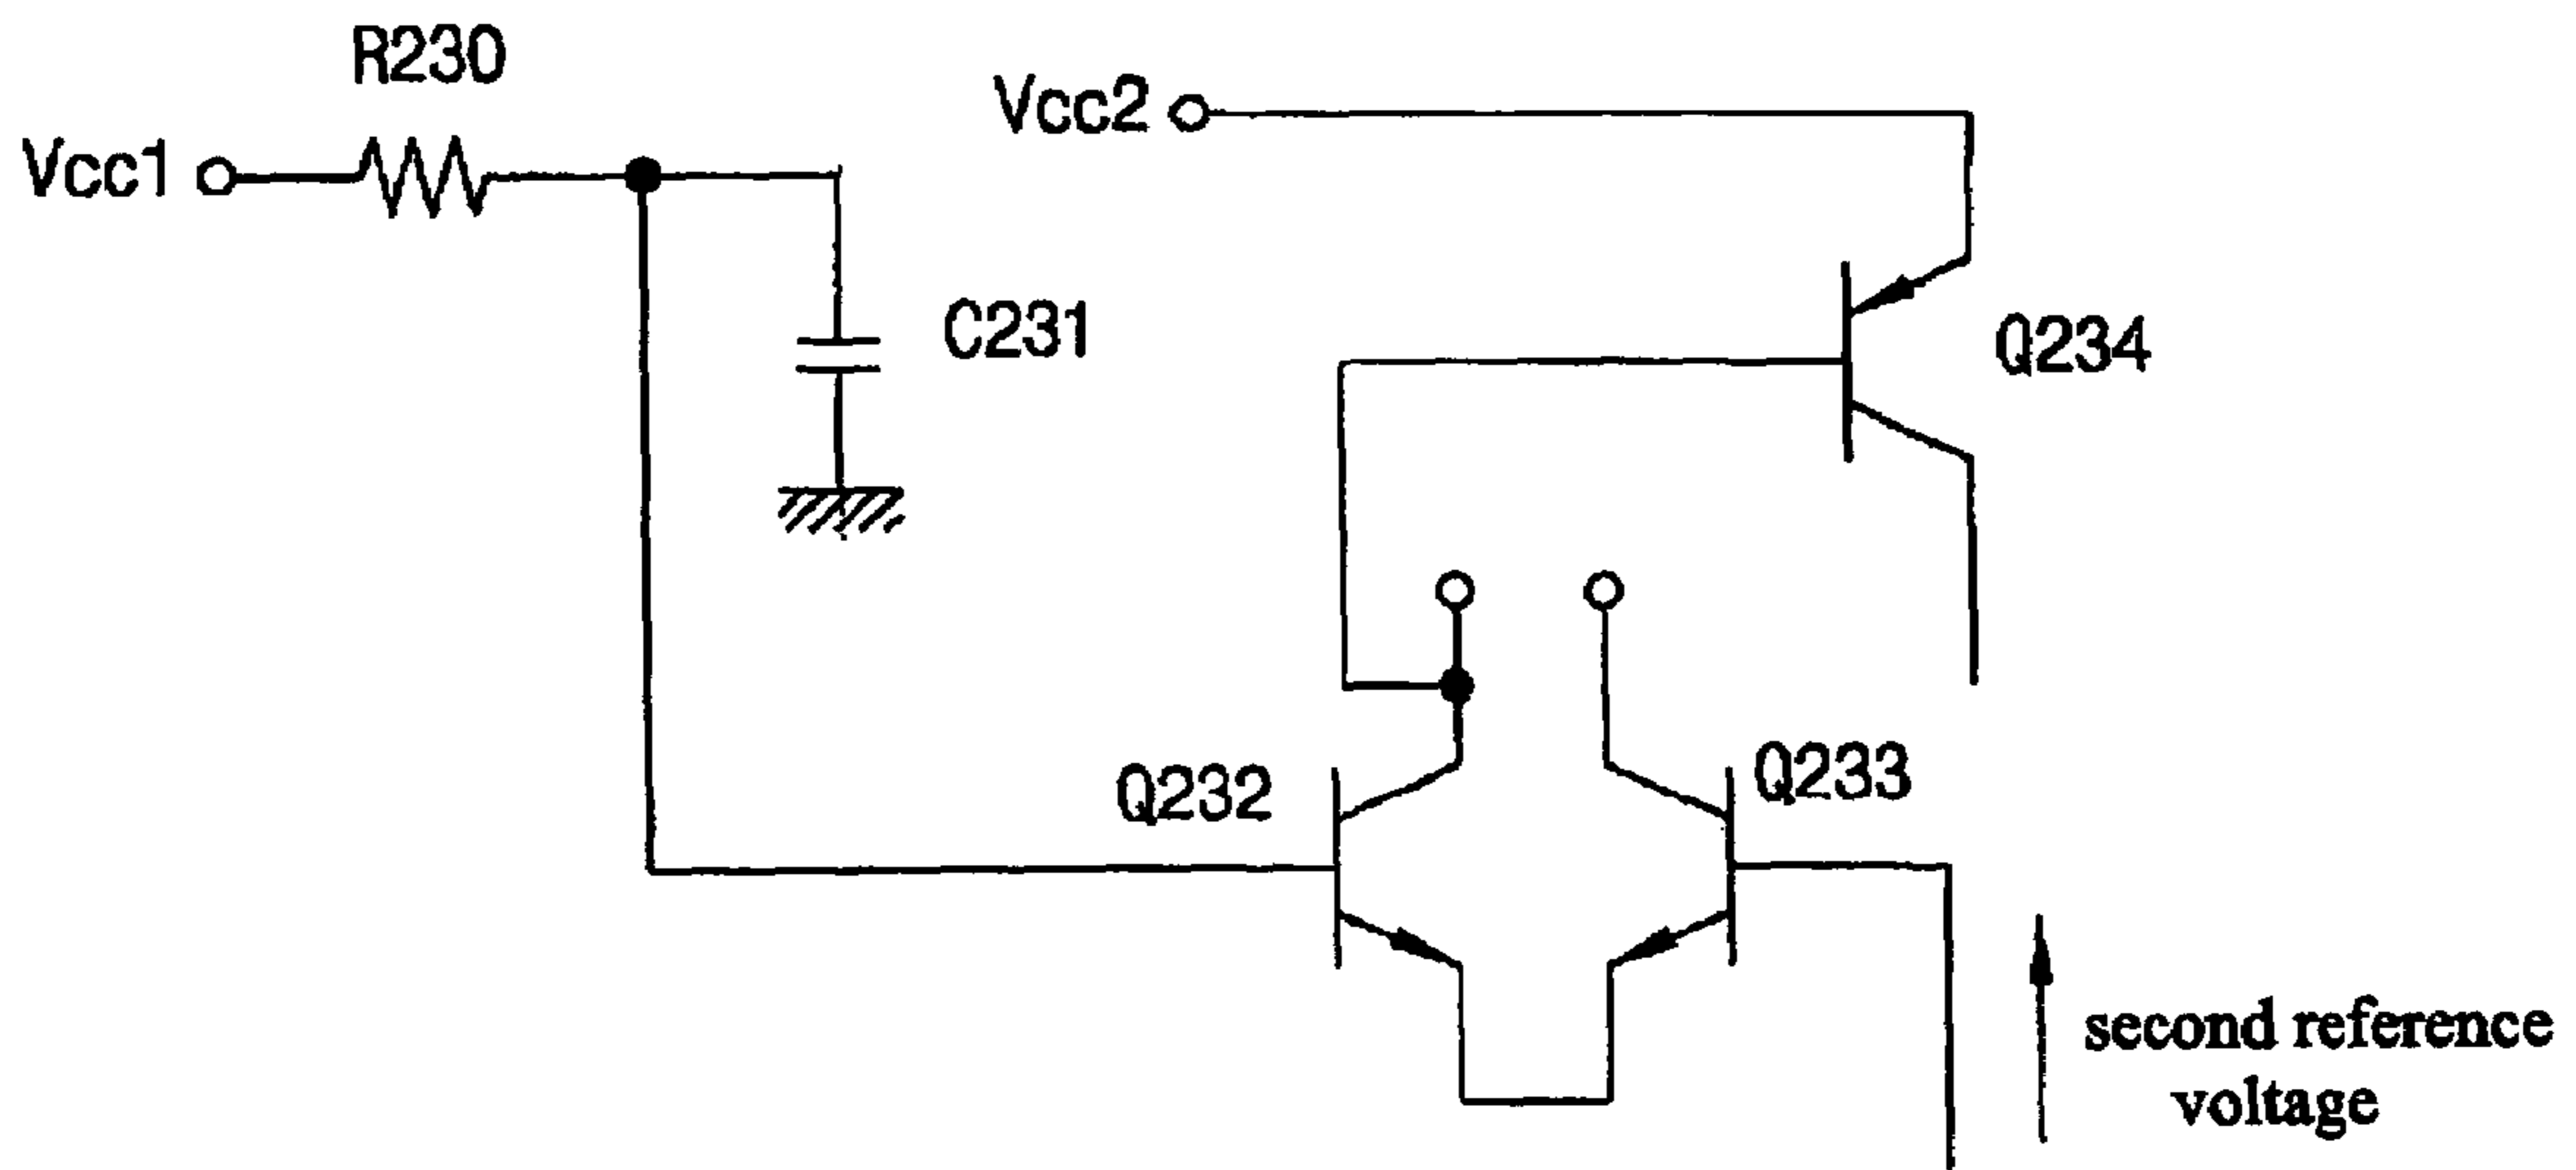 R230
Vcc1
Vcc2
C231
Q234
Q232
Q233
second reference
voltage